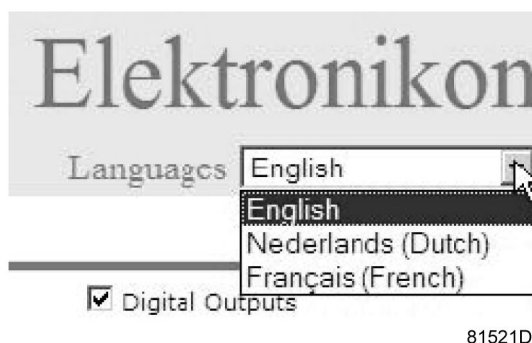 Elektronikon
Languages English
English
Nederlands (Dutch)
Français (French)
Digital Outputs
81521D